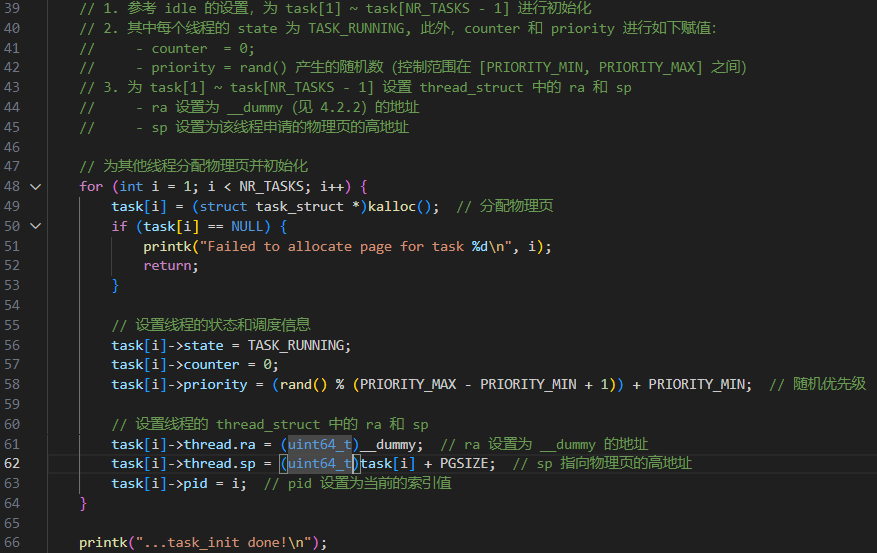 39 // 1. 参考 idle 的设置，为 task[1] ~ task[NR_TASKS - 1] 进行初始化
40 // 2. 其中每个线程的 state 为 TASK_RUNNING, 此外，counter 和 priority 进行如下赋值：
41 //     - counter  = 0;
42 //     - priority = rand() 产生的随机数（控制范围在 [PRIORITY_MIN, PRIORITY_MAX] 之间）
43 // 3. 为 task[1] ~ task[NR_TASKS - 1] 设置 thread_struct 中的 ra 和 sp
44 //     - ra 设置为 __dummy（见 4.2.2）的地址
45 //     - sp 设置为该线程申请的物理页的高地址
46
47 // 为其他线程分配物理页并初始化
48 for (int i = 1; i < NR_TASKS; i++) {
49     task[i] = (struct task_struct *)kalloc();  // 分配物理页
50     if (task[i] == NULL) {
51         printk("Failed to allocate page for task %d\n", i);
52         return;
53     }
54
55     // 设置线程的状态和调度信息
56     task[i]->state = TASK_RUNNING;
57     task[i]->counter = 0;
58     task[i]->priority = (rand() % (PRIORITY_MAX - PRIORITY_MIN + 1)) + PRIORITY_MIN;  // 随机优先级
59
60     // 设置线程的 thread_struct 中的 ra 和 sp
61     task[i]->thread.ra = (uint64_t)__dummy;  // ra 设置为 __dummy 的地址
62     task[i]->thread.sp = (uint64_t)task[i] + PGSIZE;  // sp 指向物理页的高地址
63     task[i]->pid = i;  // pid 设置为当前的索引值
64 }
65
66 printk("...task_init done!\n");